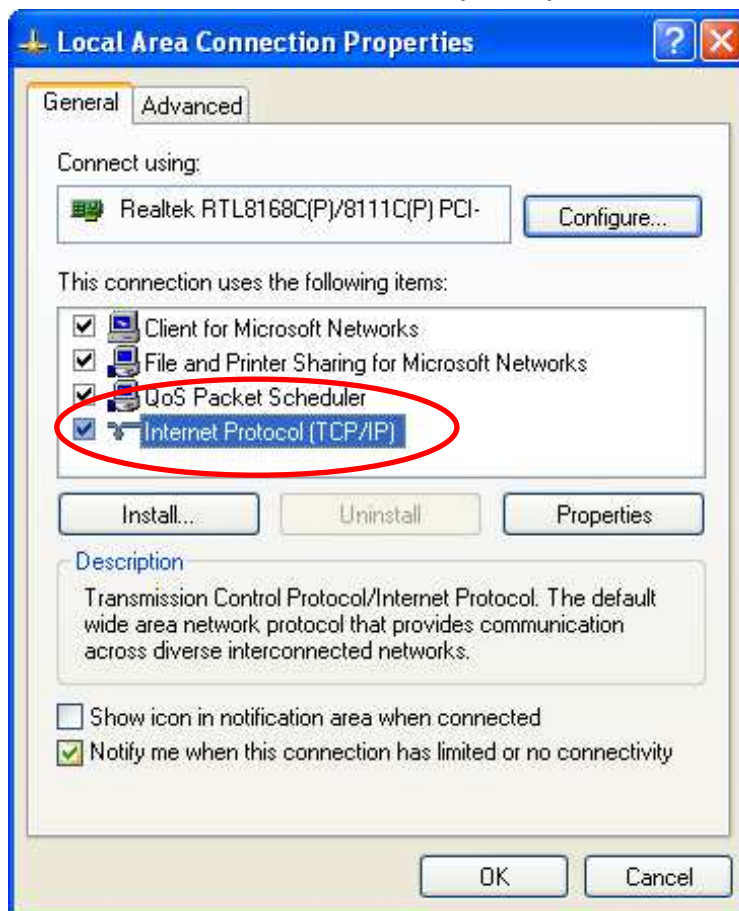 Local Area Connection Properties
General Advanced
Connect using:
Realtek RTL8168C(P)/8111C(P) PCI-
Configure...
This connection uses the following items:
Client for Microsoft Networks
File and Printer Sharing for Microsoft Networks
QoS Packet Scheduler
Internet Protocol (TCP/IP)
Install... Uninstall Properties
Description
Transmission Control Protocol/Internet Protocol. The default
wide area network protocol that provides communication
across diverse interconnected networks.
Show icon in notification area when connected
Notify me when this connection has limited or no connectivity
OK Cancel